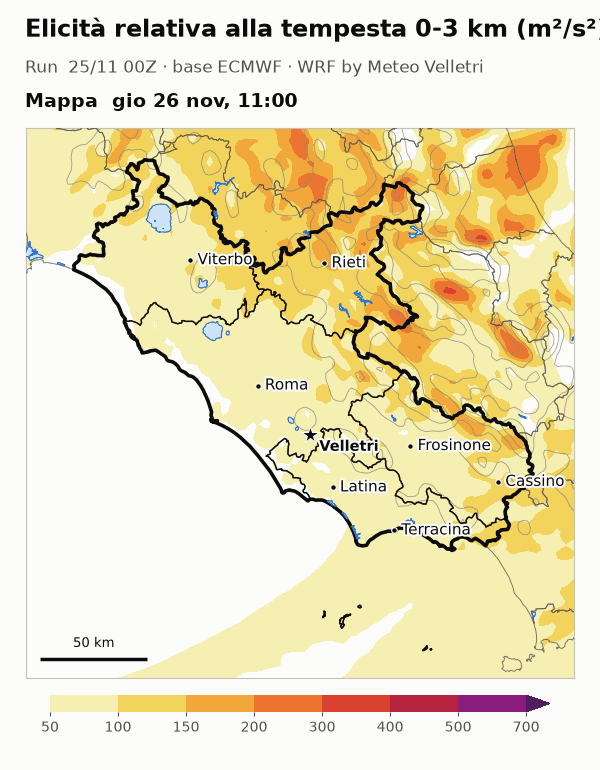 Elicità relativa alla tempesta 0-3 km (m²/s²)
Run 25/11 00Z · base ECMWF · WRF by Meteo Velletri
Mappa gio 26 nov, 11:00
Viterbo
Rieti
Roma
Velletri
Frosinone
Cassino
Latina
Terracina
50 km
50 100 150 200 300 400 500 700